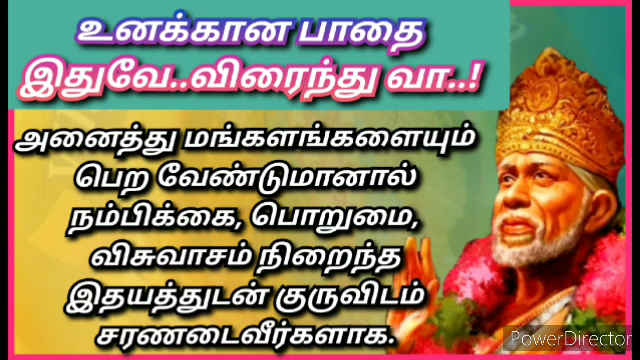 உனக்கான பாதை
இதுவே..விரைந்து வா..!
அனைத்து மங்களங்களையும்
பெற வேண்டுமானால்
நம்பிக்கை, பொறுமை,
விசுவாசம் நிறைந்த
இதயத்துடன் குருவிடம்
சரணடைவீர்களாக.
PowerDirector